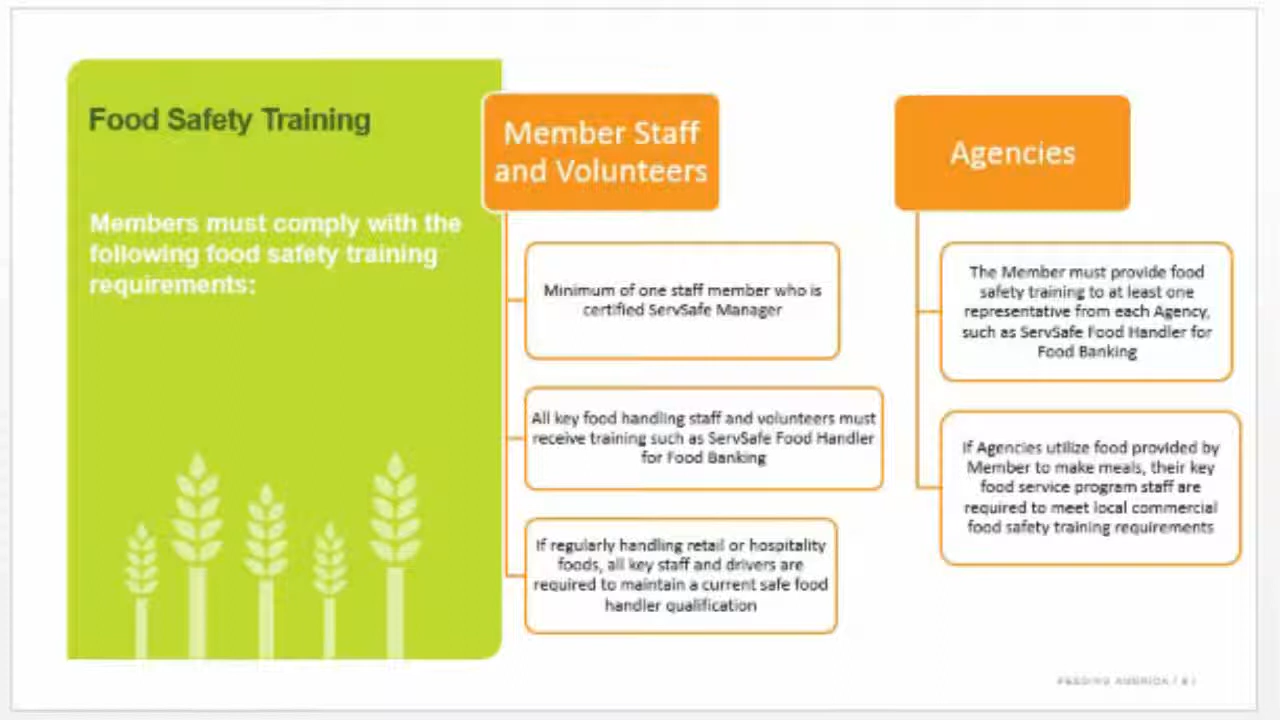 Food Safety Training
Members must comply with the
following food safety training
requirements:
Member Staff
and Volunteers
Minimum of one staff member who is
certified ServSafe Manager
All key food handling staff and volunteers must
receive training such as ServSafe Food Handler
for Food Banking
If regularly handling retail or hospitality
foods, all key staff and drivers are
required to maintain a current safe food
handler qualification
Agencies
The Member must provide food
safety training to at least one
representative from each Agency,
such as ServSafe Food Handler for
Food Banking
If Agencies utilize food provided by
Member to make meals, their key
food service program staff are
required to meet local commercial
food safety training requirements
FEEDING AMERICA